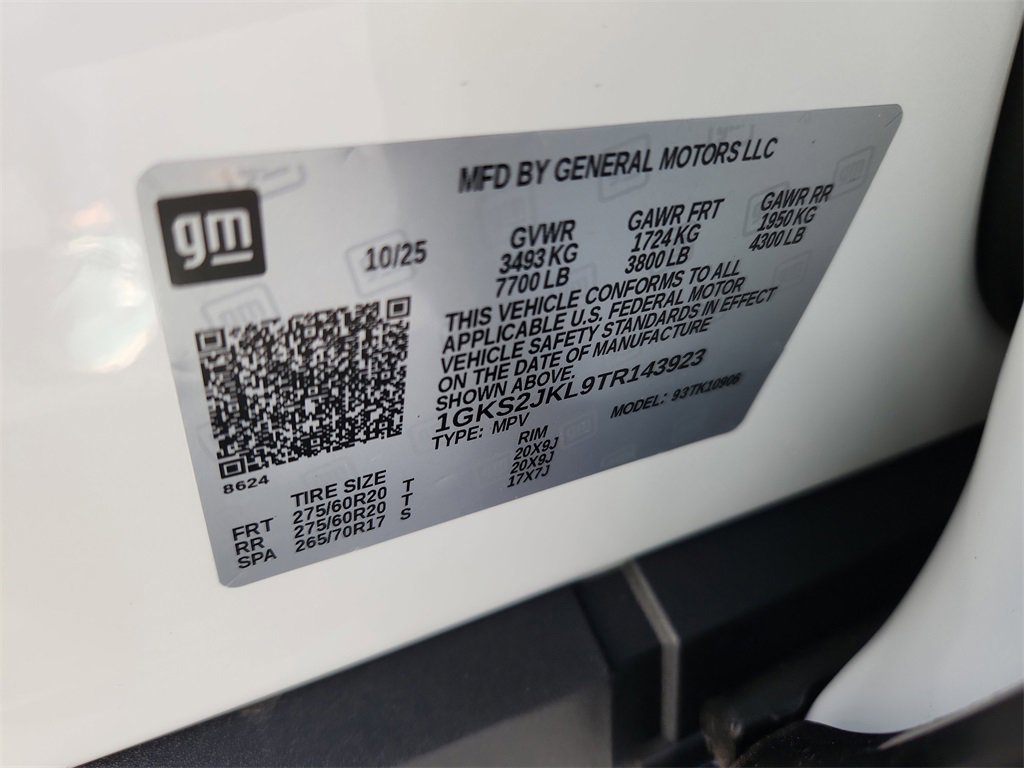 MFD BY GENERAL MOTORS LLC
gm
10/25
GVWR GAWR FRT GAWR RR
3493 KG 1724 KG 1950 KG
7700 LB 3800 LB 4300 LB
THIS VEHICLE CONFORMS TO ALL
APPLICABLE U.S. FEDERAL MOTOR
VEHICLE SAFETY STANDARDS IN EFFECT
ON THE DATE OF MANUFACTURE
SHOWN ABOVE.
1GKS2JKL9TR143923
TYPE: MPV MODEL: 93TK10906
8624
TIRE SIZE RIM
FRT 275/60R20 T 20X9J
RR 275/60R20 T 20X9J
SPA 265/70R17 S 17X7J